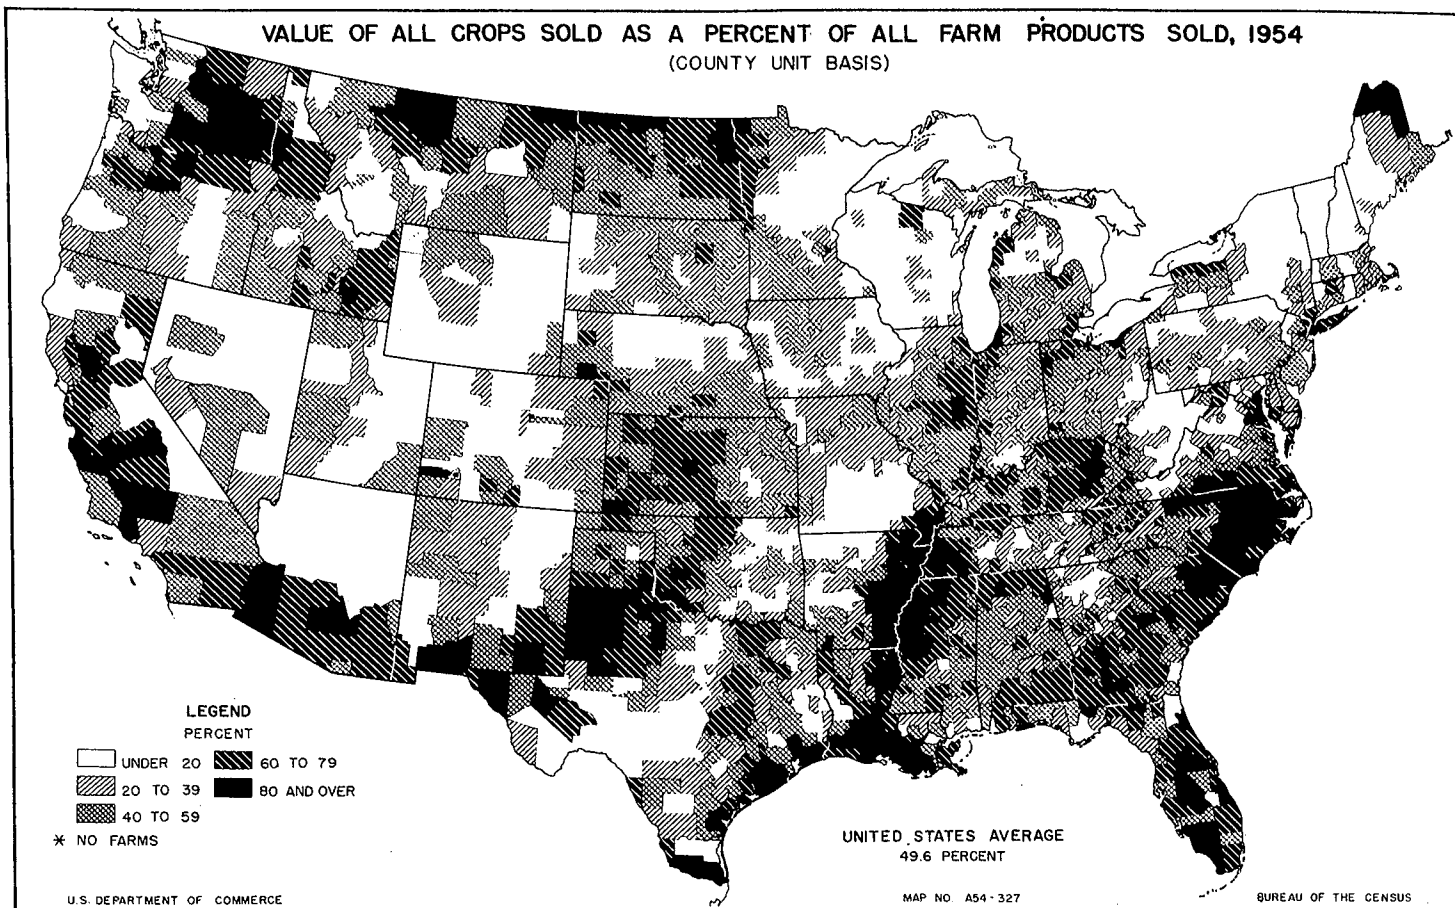 VALUE OF ALL CROPS SOLD AS A PERCENT OF ALL FARM PRODUCTS SOLD, 1954
(COUNTY UNIT BASIS)
LEGEND
PERCENT
UNDER 20
60 TO 79
20 TO 39
80 AND OVER
40 TO 59
* NO FARMS
UNITED STATES AVERAGE
49.6 PERCENT
U.S. DEPARTMENT OF COMMERCE
MAP NO. A54-327
BUREAU OF THE CENSUS